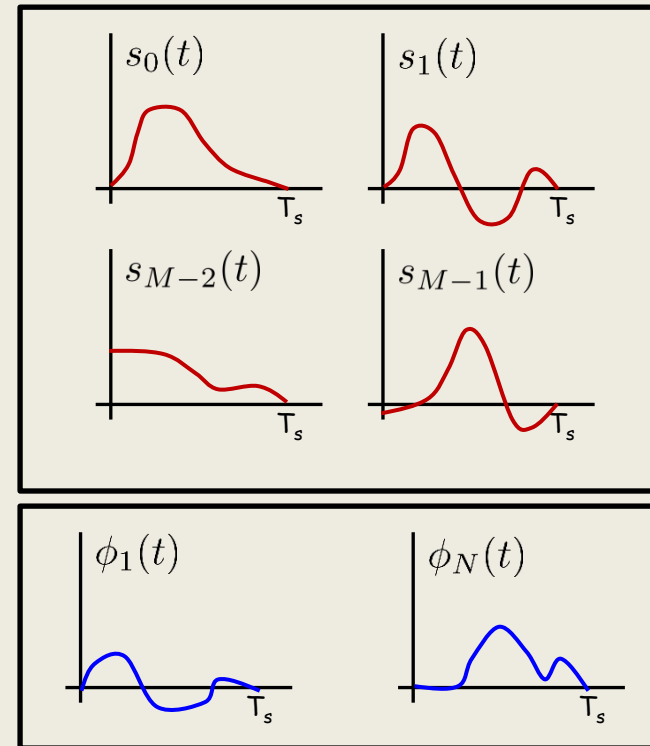 s_0(t) s_1(t)
T_s T_s
s_{M-2}(t) s_{M-1}(t)
T_s T_s
ϕ_1(t) ϕ_N(t)
T_s T_s